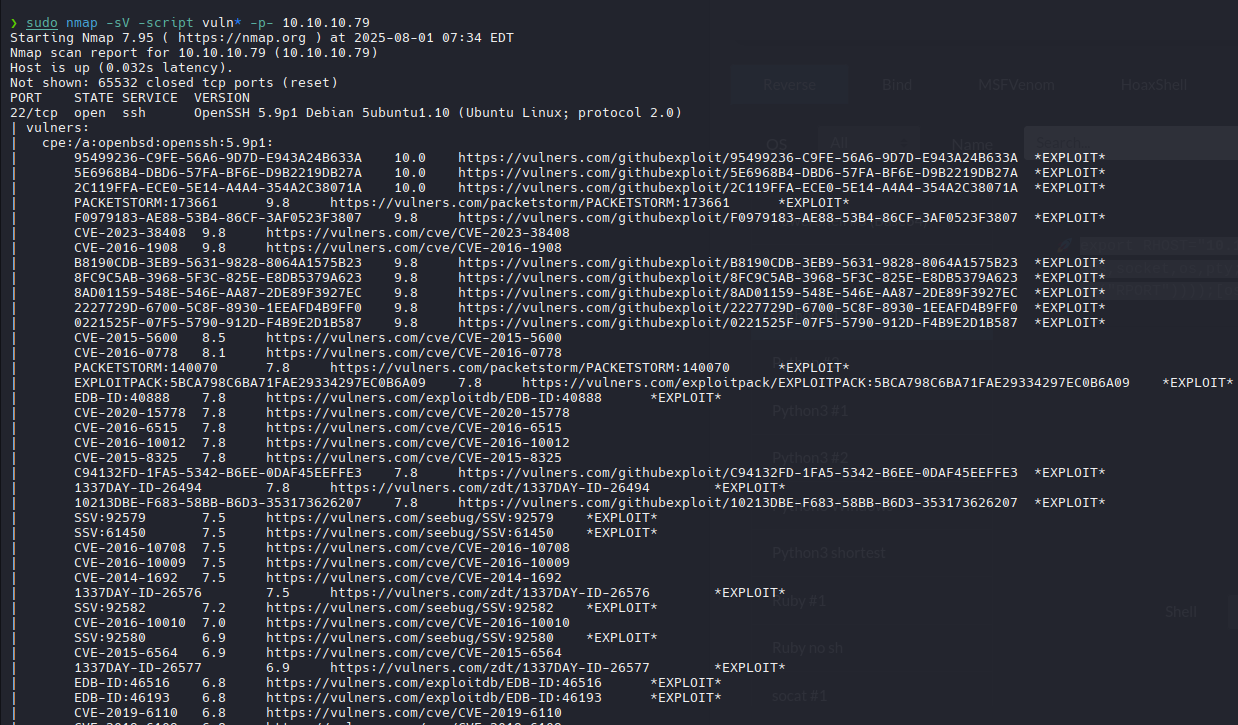 ❯ sudo nmap -sV -script vuln* -p- 10.10.10.79
Starting Nmap 7.95 ( https://nmap.org ) at 2025-08-01 07:34 EDT
Nmap scan report for 10.10.10.79 (10.10.10.79)
Host is up (0.032s latency).
Not shown: 65532 closed tcp ports (reset)
PORT STATE SERVICE VERSION
22/tcp open ssh OpenSSH 5.9p1 Debian 5ubuntu1.10 (Ubuntu Linux; protocol 2.0)
| vulners:
| cpe:/a:openbsd:openssh:5.9p1:
| 95499236-C9FE-56A6-9D7D-E943A24B633A 10.0 https://vulners.com/githubexploit/95499236-C9FE-56A6-9D7D-E943A24B633A *EXPLOIT*
| 5E6968B4-DBD6-57FA-BF6E-D9B2219DB27A 10.0 https://vulners.com/githubexploit/5E6968B4-DBD6-57FA-BF6E-D9B2219DB27A *EXPLOIT*
| 2C119FFA-ECE0-5E14-A4A4-354A2C38071A 10.0 https://vulners.com/githubexploit/2C119FFA-ECE0-5E14-A4A4-354A2C38071A *EXPLOIT*
| PACKETSTORM:173661 9.8 https://vulners.com/packetstorm/PACKETSTORM:173661 *EXPLOIT*
| F0979183-AE88-53B4-86CF-3AF0523F3807 9.8 https://vulners.com/githubexploit/F0979183-AE88-53B4-86CF-3AF0523F3807 *EXPLOIT*
| CVE-2023-38408 9.8 https://vulners.com/cve/CVE-2023-38408
| CVE-2016-1908 9.8 https://vulners.com/cve/CVE-2016-1908
| B8190CDB-3EB9-5631-9828-8064A1575B23 9.8 https://vulners.com/githubexploit/B8190CDB-3EB9-5631-9828-8064A1575B23 *EXPLOIT*
| 8FC9C5AB-3968-5F3C-825E-E8DB5379A623 9.8 https://vulners.com/githubexploit/8FC9C5AB-3968-5F3C-825E-E8DB5379A623 *EXPLOIT*
| 8AD01159-548E-546E-AA87-2DE89F3927EC 9.8 https://vulners.com/githubexploit/8AD01159-548E-546E-AA87-2DE89F3927EC *EXPLOIT*
| 2227729D-6700-5C8F-8930-1EEAFD4B9FF0 9.8 https://vulners.com/githubexploit/2227729D-6700-5C8F-8930-1EEAFD4B9FF0 *EXPLOIT*
| 0221525F-07F5-5790-912D-F4B9E2D1B587 9.8 https://vulners.com/githubexploit/0221525F-07F5-5790-912D-F4B9E2D1B587 *EXPLOIT*
| CVE-2015-5600 8.5 https://vulners.com/cve/CVE-2015-5600
| CVE-2016-0778 8.1 https://vulners.com/cve/CVE-2016-0778
| PACKETSTORM:140070 7.8 https://vulners.com/packetstorm/PACKETSTORM:140070 *EXPLOIT*
| EXPLOITPACK:5BCA798C6BA71FAE29334297EC0B6A09 7.8 https://vulners.com/exploitpack/EXPLOITPACK:5BCA798C6BA71FAE29334297EC0B6A09 *EXPLOIT*
| EDB-ID:40888 7.8 https://vulners.com/exploitdb/EDB-ID:40888 *EXPLOIT*
| CVE-2020-15778 7.8 https://vulners.com/cve/CVE-2020-15778
| CVE-2016-6515 7.8 https://vulners.com/cve/CVE-2016-6515
| CVE-2016-10012 7.8 https://vulners.com/cve/CVE-2016-10012
| CVE-2015-8325 7.8 https://vulners.com/cve/CVE-2015-8325
| C94132FD-1FA5-5342-B6EE-0DAF45EEFFE3 7.8 https://vulners.com/githubexploit/C94132FD-1FA5-5342-B6EE-0DAF45EEFFE3 *EXPLOIT*
| 1337DAY-ID-26494 7.8 https://vulners.com/zdt/1337DAY-ID-26494 *EXPLOIT*
| 10213DBE-F683-58BB-B6D3-353173626207 7.8 https://vulners.com/githubexploit/10213DBE-F683-58BB-B6D3-353173626207 *EXPLOIT*
| SSV:92579 7.5 https://vulners.com/seebug/SSV:92579 *EXPLOIT*
| SSV:61450 7.5 https://vulners.com/seebug/SSV:61450 *EXPLOIT*
| CVE-2016-10708 7.5 https://vulners.com/cve/CVE-2016-10708
| CVE-2016-10009 7.5 https://vulners.com/cve/CVE-2016-10009
| CVE-2014-1692 7.5 https://vulners.com/cve/CVE-2014-1692
| 1337DAY-ID-26576 7.5 https://vulners.com/zdt/1337DAY-ID-26576 *EXPLOIT*
| SSV:92582 7.2 https://vulners.com/seebug/SSV:92582 *EXPLOIT*
| CVE-2016-10010 7.0 https://vulners.com/cve/CVE-2016-10010
| SSV:92580 6.9 https://vulners.com/seebug/SSV:92580 *EXPLOIT*
| CVE-2015-6564 6.9 https://vulners.com/cve/CVE-2015-6564
| 1337DAY-ID-26577 6.9 https://vulners.com/zdt/1337DAY-ID-26577 *EXPLOIT*
| EDB-ID:46516 6.8 https://vulners.com/exploitdb/EDB-ID:46516 *EXPLOIT*
| EDB-ID:46193 6.8 https://vulners.com/exploitdb/EDB-ID:46193 *EXPLOIT*
| CVE-2019-6110 6.8 https://vulners.com/cve/CVE-2019-6110
Reverse Bind MSFVenom HoaxShell
OS All Name Search...
Python3 #1
Python3 #2
Python3 shortest
Ruby #1
Shell
Ruby no sh
socat #1